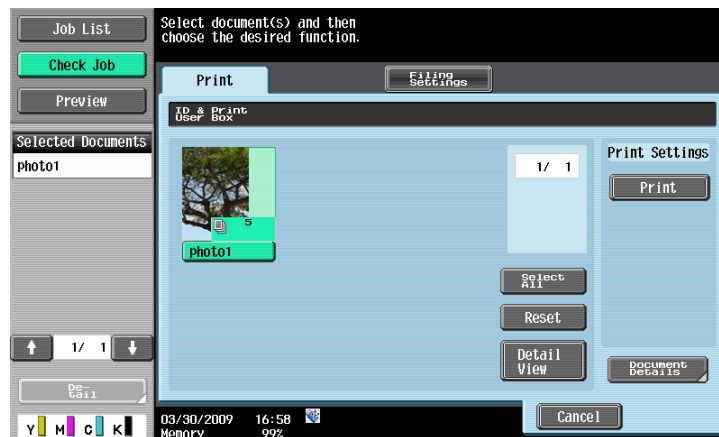 Job List
Check Job
Preview
Selected Documents
photo1
1/ 1
De-
tail
Y M C K
Select document(s) and then
choose the desired function.
Print
Filing
Settings
ID & Print
User Box
5
photo1
1/ 1
Select
All
Reset
Detail
View
Print Settings
Print
Document
Details
Cancel
03/30/2009 16:58
Memory 99%